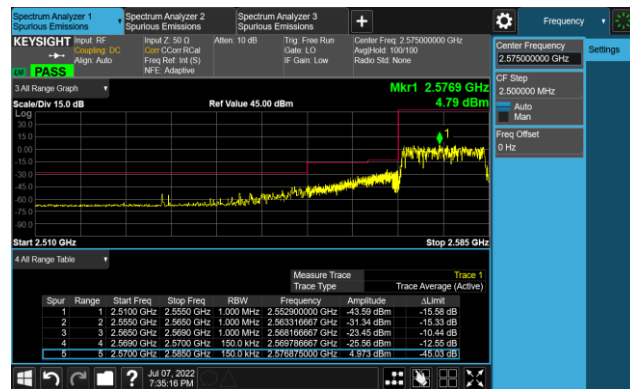 Spectrum Analyzer 1
Spurious Emissions
Spectrum Analyzer 2
Spurious Emissions
Spectrum Analyzer 3
Spurious Emissions
Frequency
KEYSIGHT
Input: RF
Coupling: DC
Align: Auto
Input Z: 50 Ω
Corr CCorr RCal
Freq Ref: Int (S)
NFE: Adaptive
Atten: 10 dB
Trig: Free Run
Gate: LO
IF Gain: Low
Center Freq: 2.575000000 GHz
Avg|Hold: 100/100
Radio Std: None
PASS
Center Frequency
2.575000000 GHz
Settings
CF Step
2.500000 MHz
Auto
Man
Freq Offset
0 Hz
3 All Range Graph
Mkr1 2.5769 GHz
4.79 dBm
Scale/Div 15.0 dB
Ref Value 45.00 dBm
Log
30.0
15.0
0.00
-15.0
-30.0
-45.0
-60.0
-75.0
-90.0
1
Start 2.510 GHz
Stop 2.585 GHz
4 All Range Table
Measure Trace Trace 1
Trace Type Trace Average (Active)
Spur Range Start Freq Stop Freq RBW Frequency Amplitude ΔLimit
1 1 2.5100 GHz 2.5550 GHz 1.000 MHz 2.552900000 GHz -43.59 dBm -15.58 dB
2 2 2.5550 GHz 2.5650 GHz 1.000 MHz 2.563316667 GHz -31.34 dBm -15.33 dB
3 3 2.5650 GHz 2.5690 GHz 1.000 MHz 2.568166667 GHz -23.45 dBm -10.44 dB
4 4 2.5690 GHz 2.5700 GHz 150.0 kHz 2.569786667 GHz -25.56 dBm -12.55 dB
5 5 2.5700 GHz 2.5850 GHz 150.0 kHz 2.576875000 GHz 4.973 dBm -45.03 dB
Jul 07, 2022
7:35:16 PM